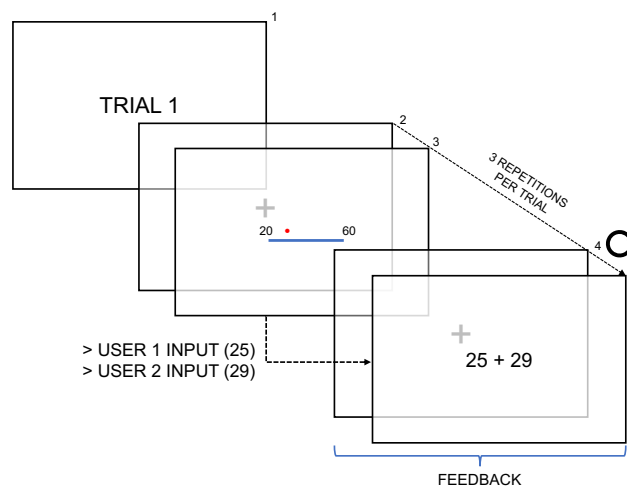 1
TRIAL 1
2
3
3 REPETITIONS
PER TRIAL
20
60
4
> USER 1 INPUT (25)
> USER 2 INPUT (29)
25 + 29
FEEDBACK